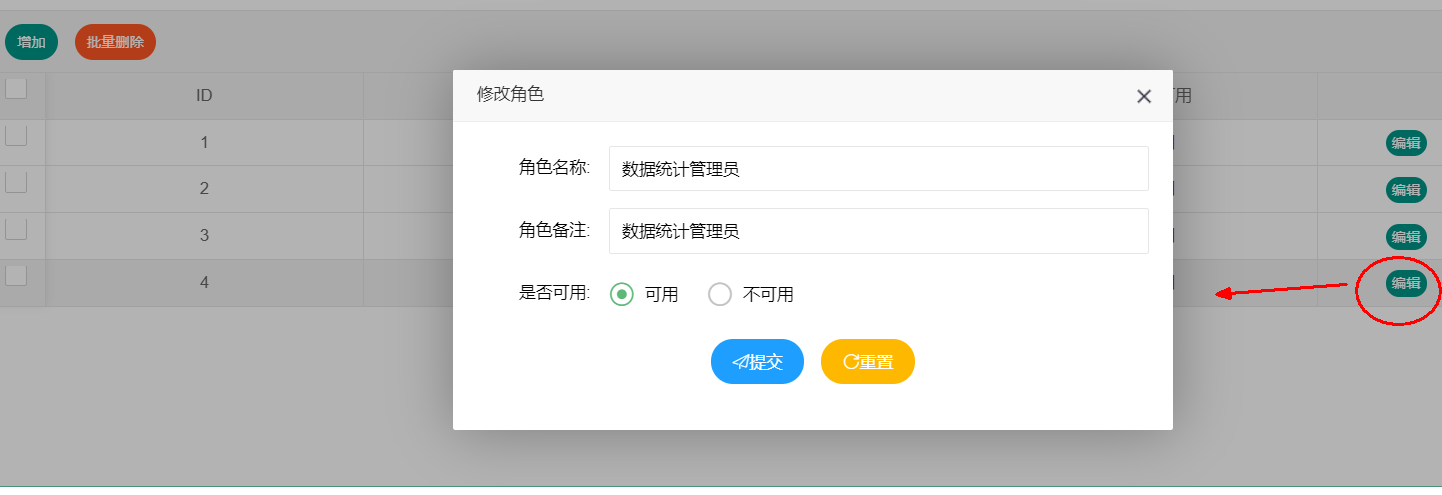 增加 批量删除
修改角色
ID 用
角色名称: 数据统计管理员
1 编辑
2 编辑
角色备注: 数据统计管理员
3 编辑
4 编辑
是否可用: 可用 不可用
提交 重置